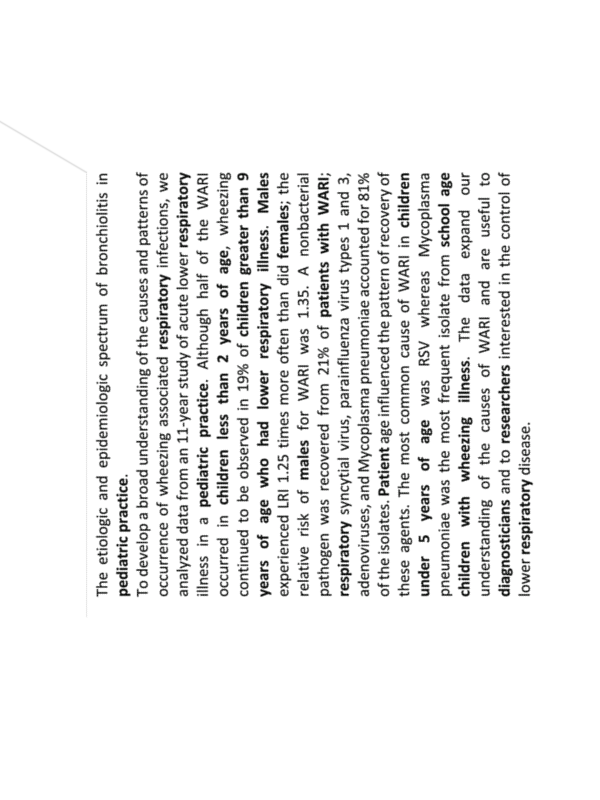 The etiologic and epidemiologic spectrum of bronchiolitis in
pediatric practice.
To develop a broad understanding of the causes and patterns of
occurrence of wheezing associated respiratory infections, we
analyzed data from an 11-year study of acute lower respiratory
illness in a pediatric practice. Although half of the WARI
occurred in children less than 2 years of age, wheezing
continued to be observed in 19% of children greater than 9
years of age who had lower respiratory illness. Males
experienced LRI 1.25 times more often than did females; the
relative risk of males for WARI was 1.35. A nonbacterial
pathogen was recovered from 21% of patients with WARI;
respiratory syncytial virus, parainfluenza virus types 1 and 3,
adenoviruses, and Mycoplasma pneumoniae accounted for 81%
of the isolates. Patient age influenced the pattern of recovery of
these agents. The most common cause of WARI in children
under 5 years of age was RSV whereas Mycoplasma
pneumoniae was the most frequent isolate from school age
children with wheezing illness. The data expand our
understanding of the causes of WARI and are useful to
diagnosticians and to researchers interested in the control of
lower respiratory disease.